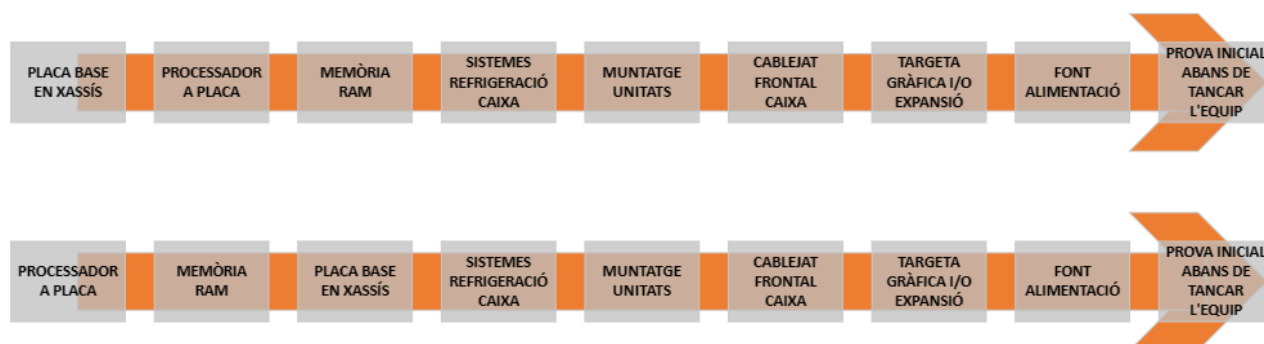 PLACA BASE
EN XASSÍS
PROCESSADOR
A PLACA
MEMÒRIA
RAM
SISTEMES
REFRIGERACIÓ
CAIXA
MUNTATGE
UNITATS
CABLEJAT
FRONTAL
CAIXA
TARGETA
GRÀFICA I/O
EXPANSIÓ
FONT
ALIMENTACIÓ
PROVA INICIAL
ABANS DE
TANCAR
L'EQUIP
PROCESSADOR
A PLACA
MEMÒRIA
RAM
PLACA BASE
EN XASSÍS
SISTEMES
REFRIGERACIÓ
CAIXA
MUNTATGE
UNITATS
CABLEJAT
FRONTAL
CAIXA
TARGETA
GRÀFICA I/O
EXPANSIÓ
FONT
ALIMENTACIÓ
PROVA INICIAL
ABANS DE
TANCAR
L'EQUIP